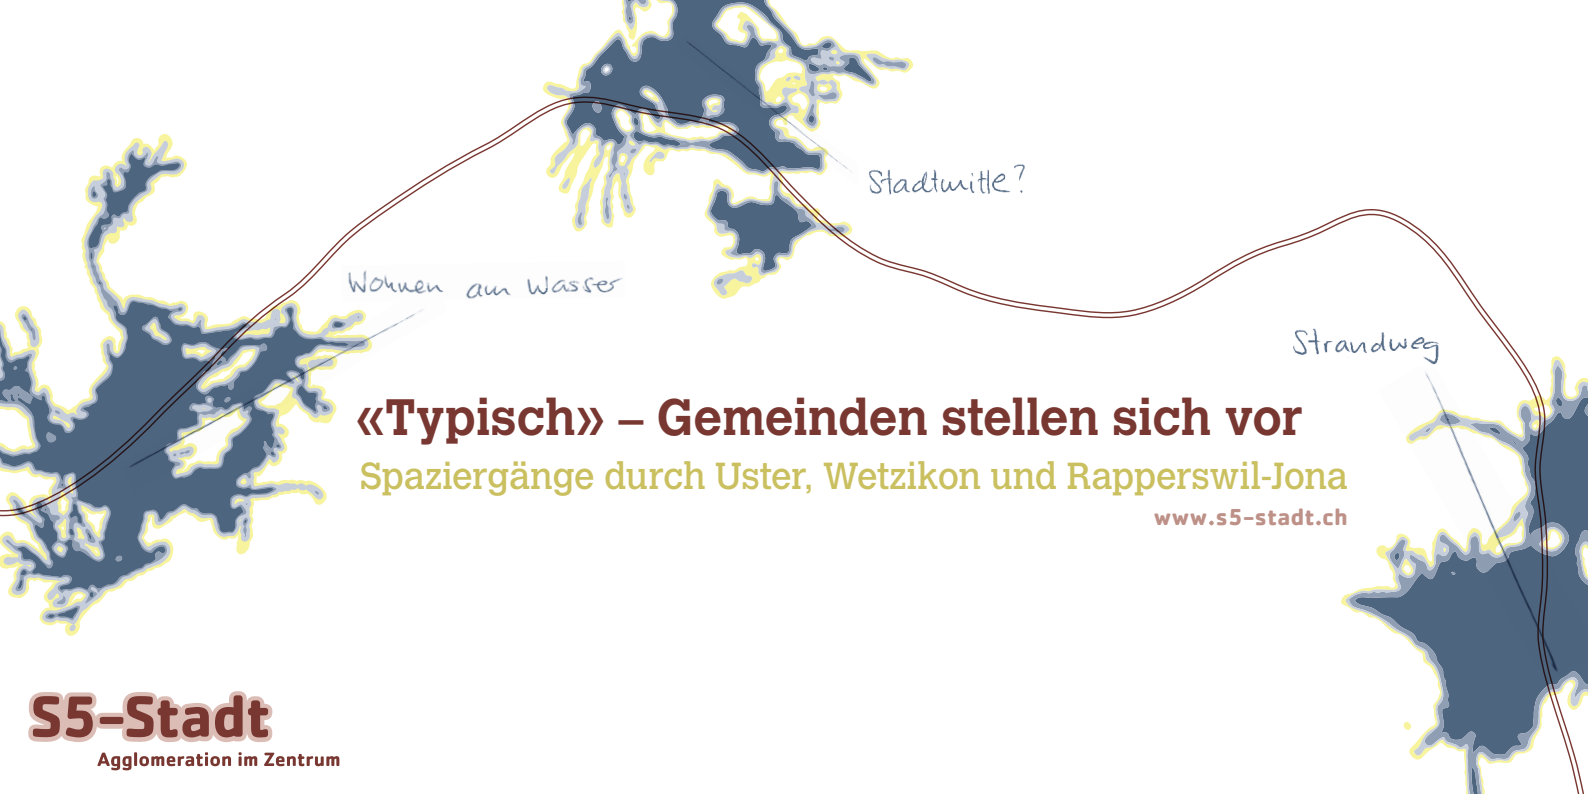 Stadtmitte?
Wohnen am Wasser
Strandweg
«Typisch» – Gemeinden stellen sich vor
Spaziergänge durch Uster, Wetzikon und Rapperswil-Jona
www.s5-stadt.ch
S5-Stadt
Agglomeration im Zentrum